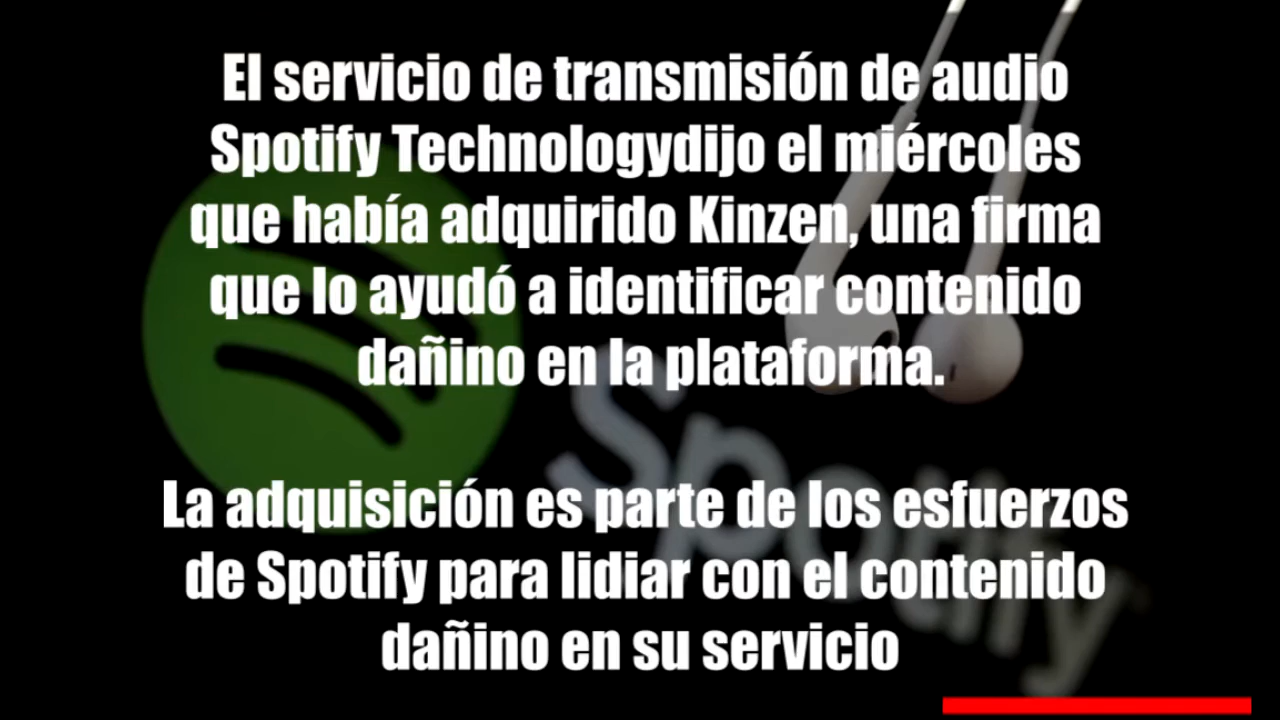 El servicio de transmisión de audio
Spotify Technologydijo el miércoles
que había adquirido Kinzen, una firma
que lo ayudó a identificar contenido
dañino en la plataforma.
La adquisición es parte de los esfuerzos
de Spotify para lidiar con el contenido
dañino en su servicio
Spotify